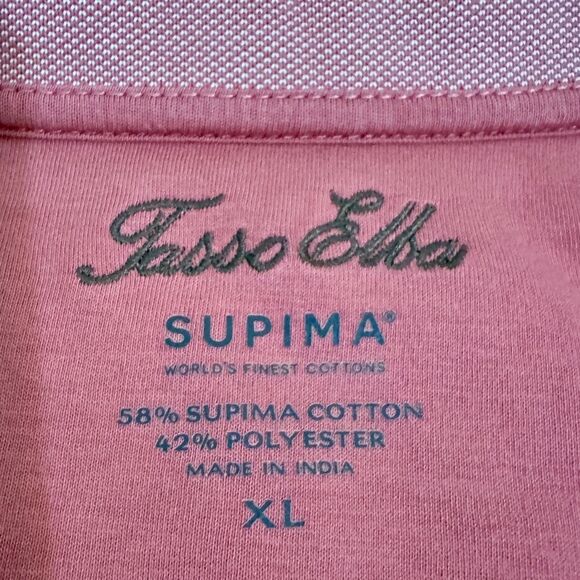 Tasso Elba
SUPIMA®
WORLD'S FINEST COTTONS
58% SUPIMA COTTON
42% POLYESTER
MADE IN INDIA
XL